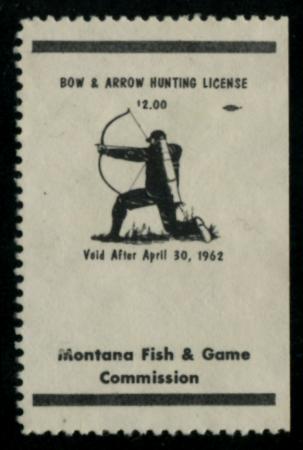 BOW & ARROW HUNTING LICENSE
$2.00
Void After April 30, 1962
Montana Fish & Game
Commission